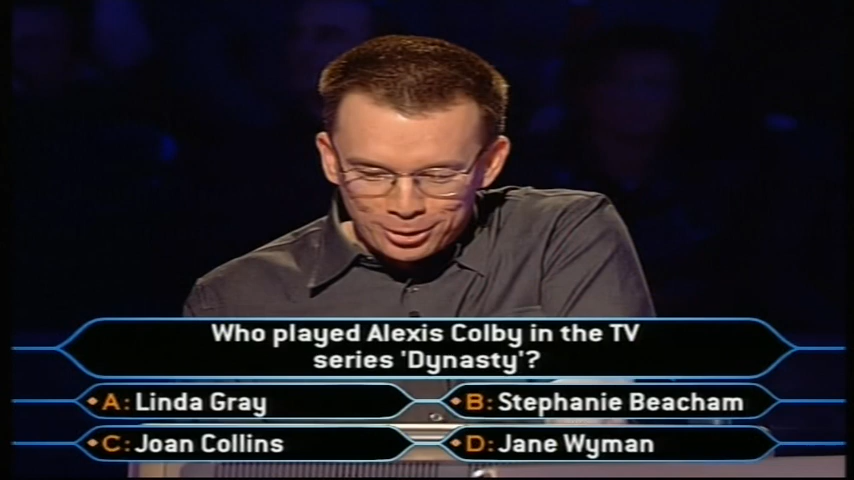 Who played Alexis Colby in the TV
series 'Dynasty'?
A: Linda Gray
B: Stephanie Beacham
C: Joan Collins
D: Jane Wyman